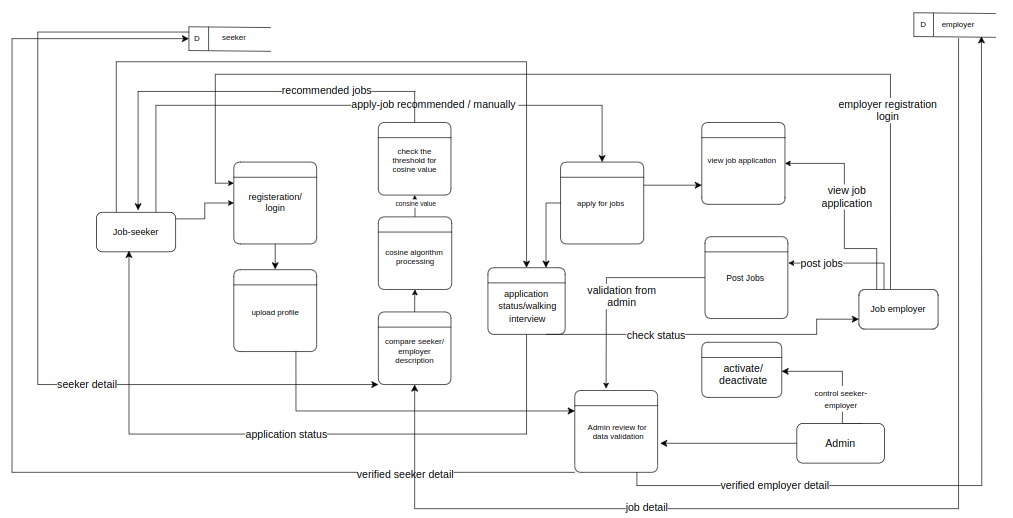 D seeker
D employer
recommended jobs
apply-job recommended / manually
employer registration
login
check the
threshold for
cosine value
view job application
registeration/
login
consine value
apply for jobs
view job
application
Job-seeker
cosine algorithm
processing
post jobs
Post Jobs
upload profile
application
status/walking
interview
validation from
admin
Job employer
compare seeker/
employer
description
check status
activate/
deactivate
seeker detail
control seeker-
employer
Admin review for
data validation
Admin
application status
verified seeker detail
verified employer detail
job detail